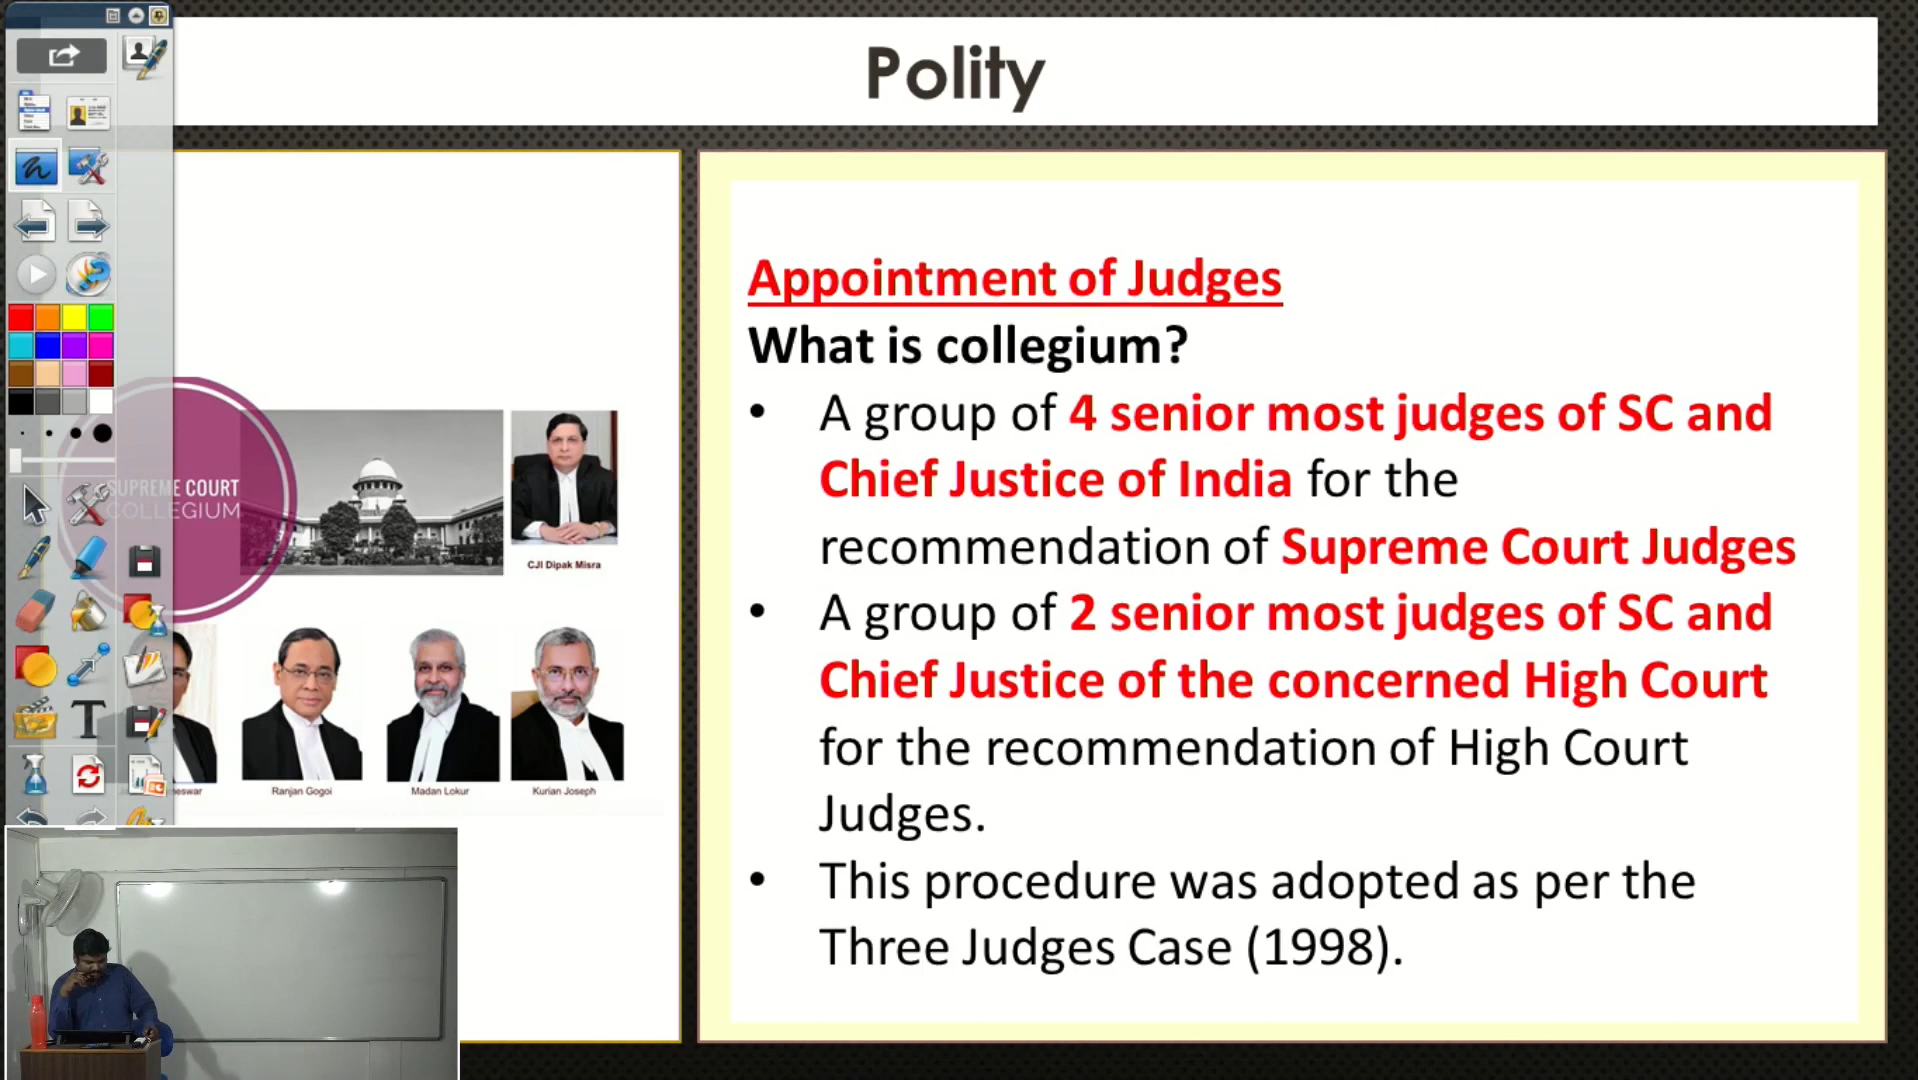 Polity
SUPREME COURT
COLLEGIUM
CJI Dipak Misra
Ranjan Gogoi
Madan Lokur
Kurian Joseph
Appointment of Judges
What is collegium?
• A group of 4 senior most judges of SC and
Chief Justice of India for the
recommendation of Supreme Court Judges
• A group of 2 senior most judges of SC and
Chief Justice of the concerned High Court
for the recommendation of High Court
Judges.
• This procedure was adopted as per the
Three Judges Case (1998).